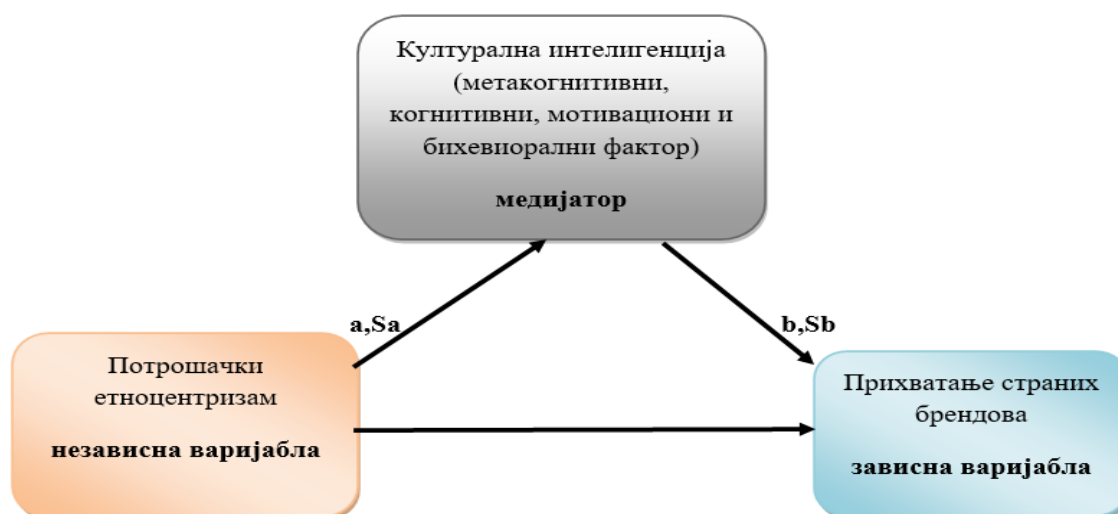 Културална интелигенција
(метакогнитивни,
когнитивни, мотивациони и
бихевиорални фактор)
медијатор
a,Sa
b,Sb
Потрошачки
етноцентризам
независна варијабла
Прихватање страних
брендова
зависна варијабла